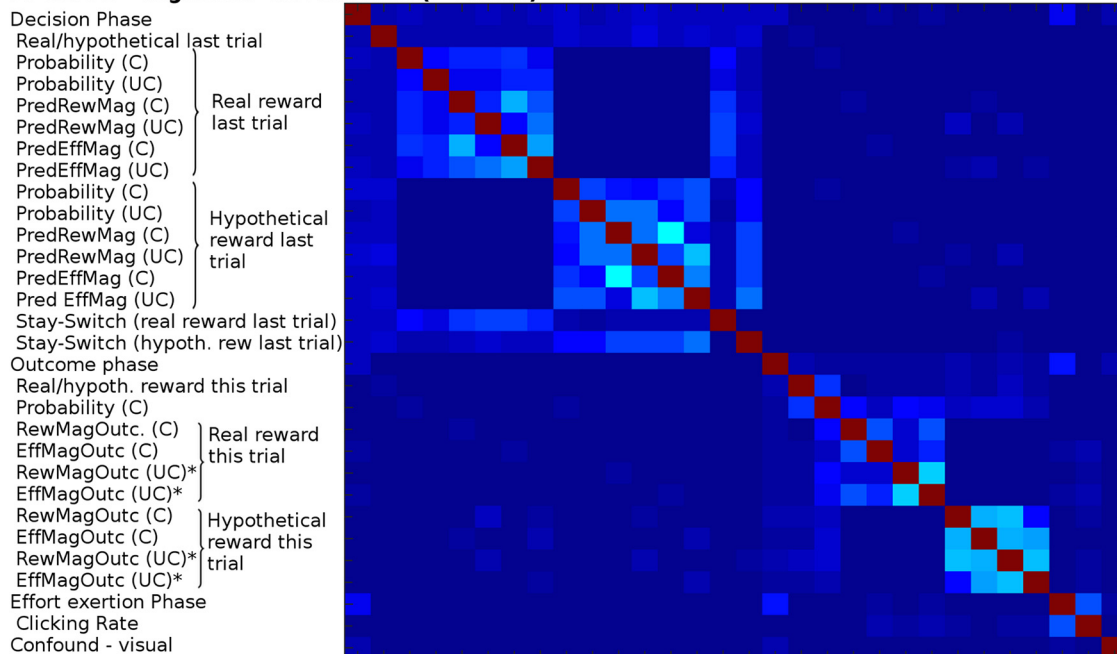 Decision Phase
Real/hypothetical last trial
Probability (C)
Probability (UC)
PredRewMag (C)
PredRewMag (UC)
PredEffMag (C)
PredEffMag (UC)
Real reward
last trial
Probability (C)
Probability (UC)
PredRewMag (C)
PredRewMag (UC)
PredEffMag (C)
Pred EffMag (UC)
Hypothetical
reward last
trial
Stay-Switch (real reward last trial)
Stay-Switch (hypoth. rew last trial)
Outcome phase
Real/hypoth. reward this trial
Probability (C)
RewMagOutc. (C)
EffMagOutc (C)
RewMagOutc (UC)*
EffMagOutc (UC)*
Real reward
this trial
RewMagOutc (C)
EffMagOutc (C)
RewMagOutc (UC)*
EffMagOutc (UC)*
Hypothetical
reward this
trial
Effort exertion Phase
Clicking Rate
Confound - visual